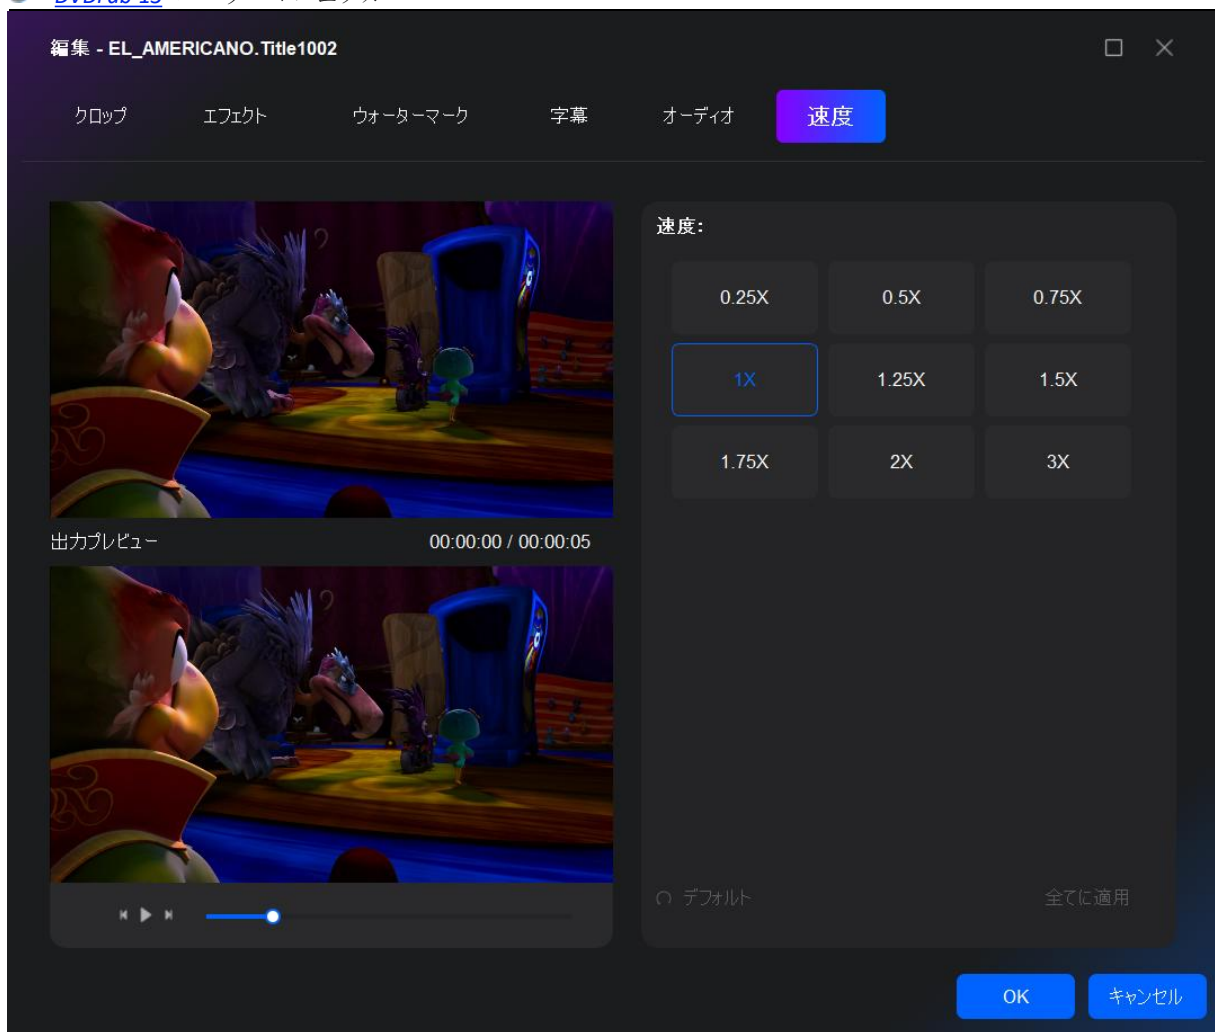 編集 - EL_AMERICANO.Title1002
クロップ エフェクト ウォーターマーク 字幕 オーディオ 速度
速度:
0.25X 0.5X 0.75X
1X 1.25X 1.5X
1.75X 2X 3X
出力プレビュー 00:00:00 / 00:00:05
デフォルト 全てに適用
OK キャンセル